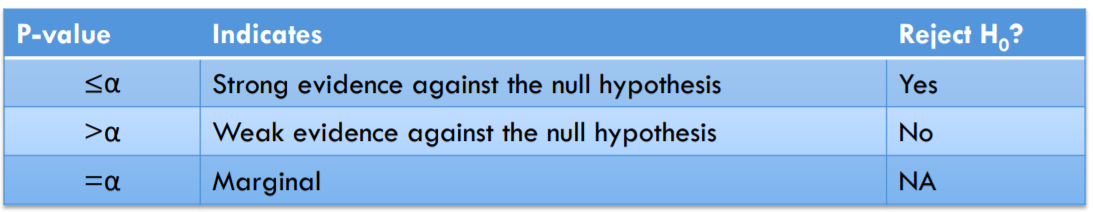 P-value Indicates Reject H₀?
≤α Strong evidence against the null hypothesis Yes
>α Weak evidence against the null hypothesis No
=α Marginal NA